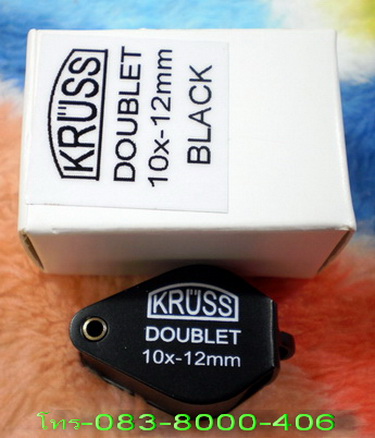 KRÜSS
DOUBLET
10x-12mm
BLACK
KRÜSS
DOUBLET
10x-12mm
โทร-083-8000-406